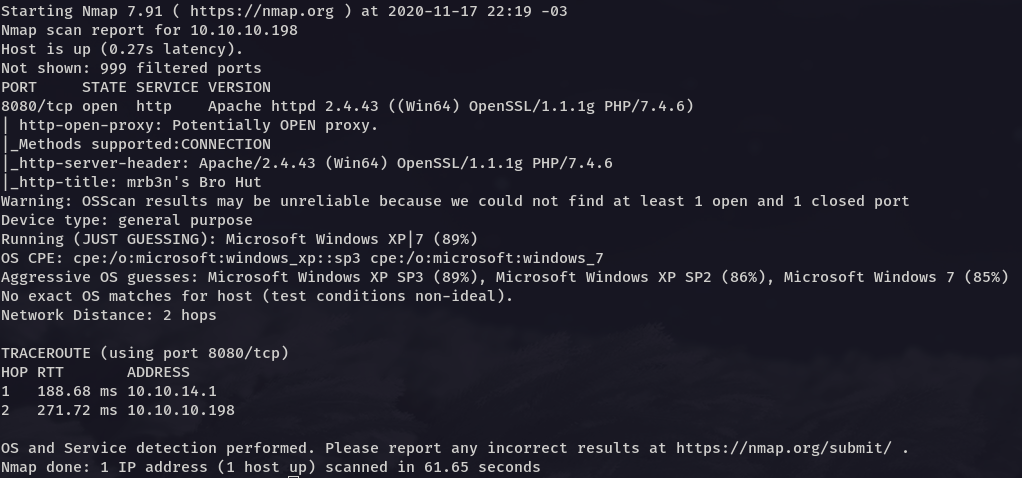 Starting Nmap 7.91 ( https://nmap.org ) at 2020-11-17 22:19 -03
Nmap scan report for 10.10.10.198
Host is up (0.27s latency).
Not shown: 999 filtered ports
PORT     STATE SERVICE VERSION
8080/tcp open  http    Apache httpd 2.4.43 ((Win64) OpenSSL/1.1.1g PHP/7.4.6)
| http-open-proxy: Potentially OPEN proxy.
|_Methods supported:CONNECTION
|_http-server-header: Apache/2.4.43 (Win64) OpenSSL/1.1.1g PHP/7.4.6
|_http-title: mrb3n's Bro Hut
Warning: OSScan results may be unreliable because we could not find at least 1 open and 1 closed port
Device type: general purpose
Running (JUST GUESSING): Microsoft Windows XP|7 (89%)
OS CPE: cpe:/o:microsoft:windows_xp::sp3 cpe:/o:microsoft:windows_7
Aggressive OS guesses: Microsoft Windows XP SP3 (89%), Microsoft Windows XP SP2 (86%), Microsoft Windows 7 (85%)
No exact OS matches for host (test conditions non-ideal).
Network Distance: 2 hops

TRACEROUTE (using port 8080/tcp)
HOP RTT       ADDRESS
1   188.68 ms 10.10.14.1
2   271.72 ms 10.10.10.198

OS and Service detection performed. Please report any incorrect results at https://nmap.org/submit/ .
Nmap done: 1 IP address (1 host up) scanned in 61.65 seconds